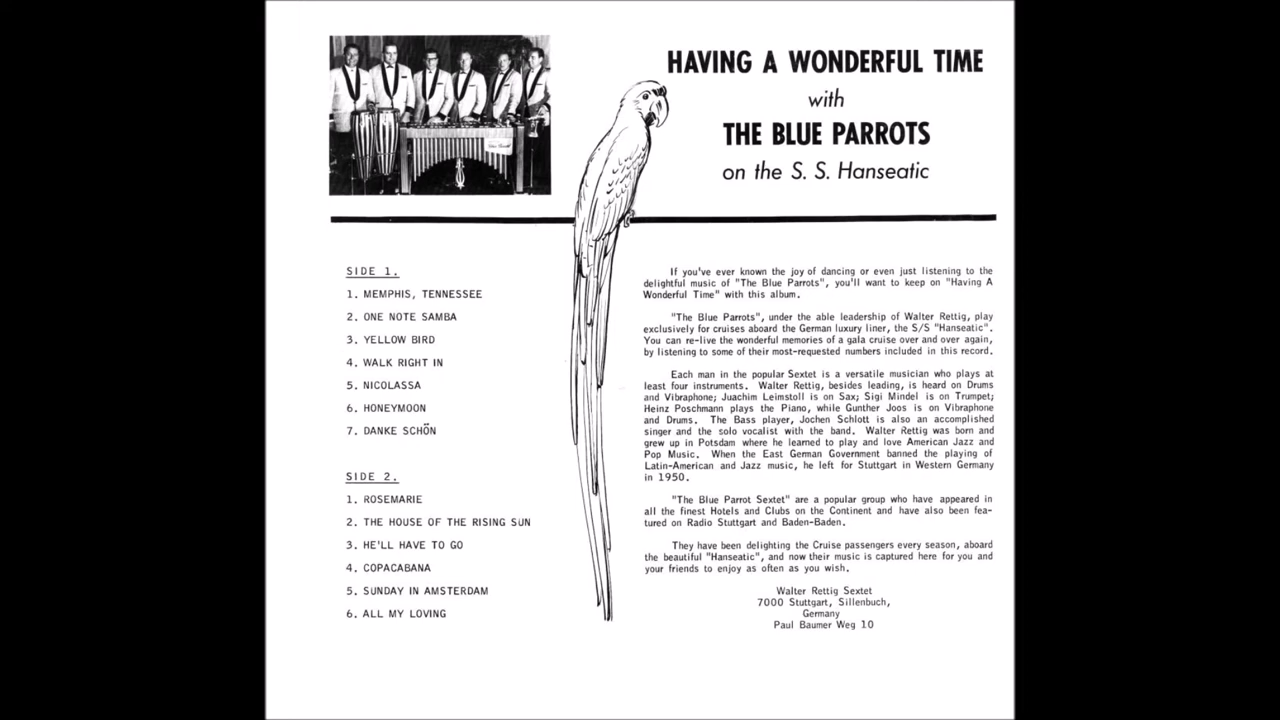 HAVING A WONDERFUL TIME
with
THE BLUE PARROTS
on the S. S. Hanseatic
SIDE 1.
1. MEMPHIS, TENNESSEE
2. ONE NOTE SAMBA
3. YELLOW BIRD
4. WALK RIGHT IN
5. NICOLASSA
6. HONEYMOON
7. DANKE SCHÖN
SIDE 2.
1. ROSEMARIE
2. THE HOUSE OF THE RISING SUN
3. HE'LL HAVE TO GO
4. COPACABANA
5. SUNDAY IN AMSTERDAM
6. ALL MY LOVING
If you've ever known the joy of dancing or even just listening to the
delightful music of "The Blue Parrots", you'll want to keep on "Having A
Wonderful Time" with this album.
"The Blue Parrots", under the able leadership of Walter Rettig, play
exclusively for cruises aboard the German luxury liner, the S/S "Hanseatic".
You can re-live the wonderful memories of a gala cruise over and over again,
by listening to some of their most-requested numbers included in this record.
Each man in the popular Sextet is a versatile musician who plays at
least four instruments. Walter Rettig, besides leading, is heard on Drums
and Vibraphone; Juachim Leimstoll is on Sax; Sigi Mindel is on Trumpet;
Heinz Poschmann plays the Piano, while Gunther Joos is on Vibraphone
and Drums. The Bass player, Jochen Schlott is also an accomplished
singer and the solo vocalist with the band. Walter Rettig was born and
grew up in Potsdam where he learned to play and love American Jazz and
Pop Music. When the East German Government banned the playing of
Latin-American and Jazz music, he left for Stuttgart in Western Germany
in 1950.
"The Blue Parrot Sextet" are a popular group who have appeared in
all the finest Hotels and Clubs on the Continent and have also been fea-
tured on Radio Stuttgart and Baden-Baden.
They have been delighting the Cruise passengers every season, aboard
the beautiful "Hanseatic", and now their music is captured here for you and
your friends to enjoy as often as you wish.
Walter Rettig Sextet
7000 Stuttgart, Sillenbuch,
Germany
Paul Baumer Weg 10